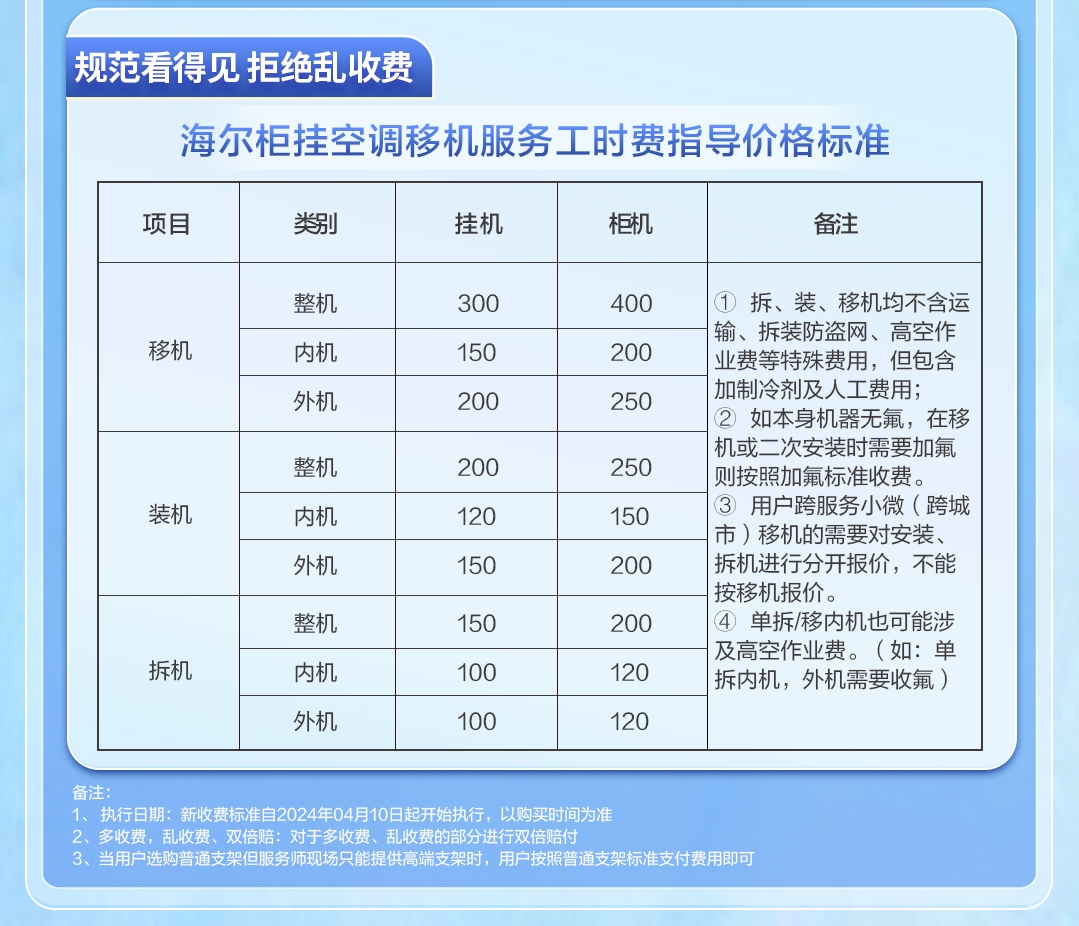 规范看得见 拒绝乱收费
海尔柜挂空调移机服务工时费指导价格标准
项目 类别 挂机 柜机 备注
移机
整机 300 400
内机 150 200
外机 200 250
装机
整机 200 250
内机 120 150
外机 150 200
拆机
整机 150 200
内机 100 120
外机 100 120
① 拆、装、移机均不含运
输、拆装防盗网、高空作
业费等特殊费用，但包含
加制冷剂及人工费用；
② 如本身机器无氟，在移
机或二次安装时需要加氟
则按照加氟标准收费。
③ 用户跨服务小微（跨城
市）移机的需要对安装、
拆机进行分开报价，不能
按移机报价。
④ 单拆/移内机也可能涉
及高空作业费。（如：单
拆内机，外机需要收氟）
备注：
1、执行日期：新收费标准自2024年04月10日起开始执行，以购买时间为准
2、多收费，乱收费、双倍赔：对于多收费、乱收费的部分进行双倍赔付
3、当用户选购普通支架但服务师现场只能提供高端支架时，用户按照普通支架标准支付费用即可